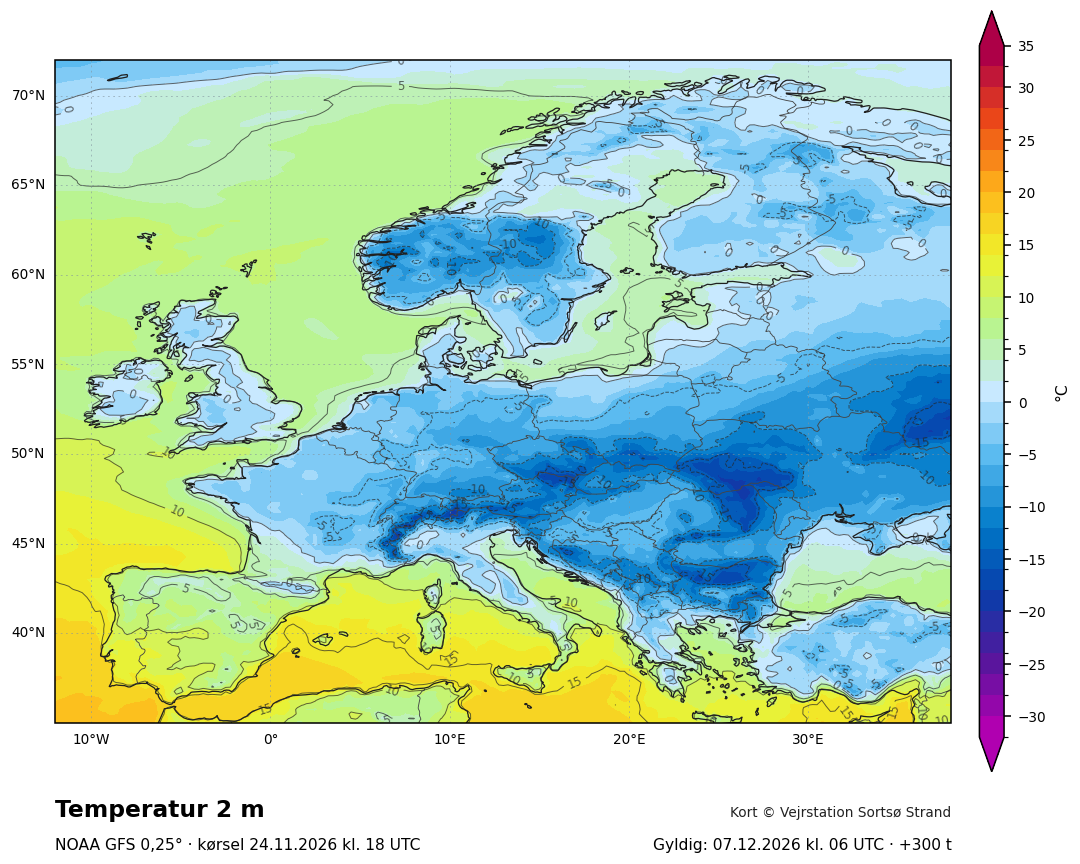 35
30
25
20
15
10
5
0
−5
−10
−15
−20
−25
−30
°C
70°N
65°N
60°N
55°N
50°N
45°N
40°N
10°W 0° 10°E 20°E 30°E
Temperatur 2 m
Kort © Vejrstation Sortsø Strand
NOAA GFS 0,25° · kørsel 24.11.2026 kl. 18 UTC
Gyldig: 07.12.2026 kl. 06 UTC · +300 t